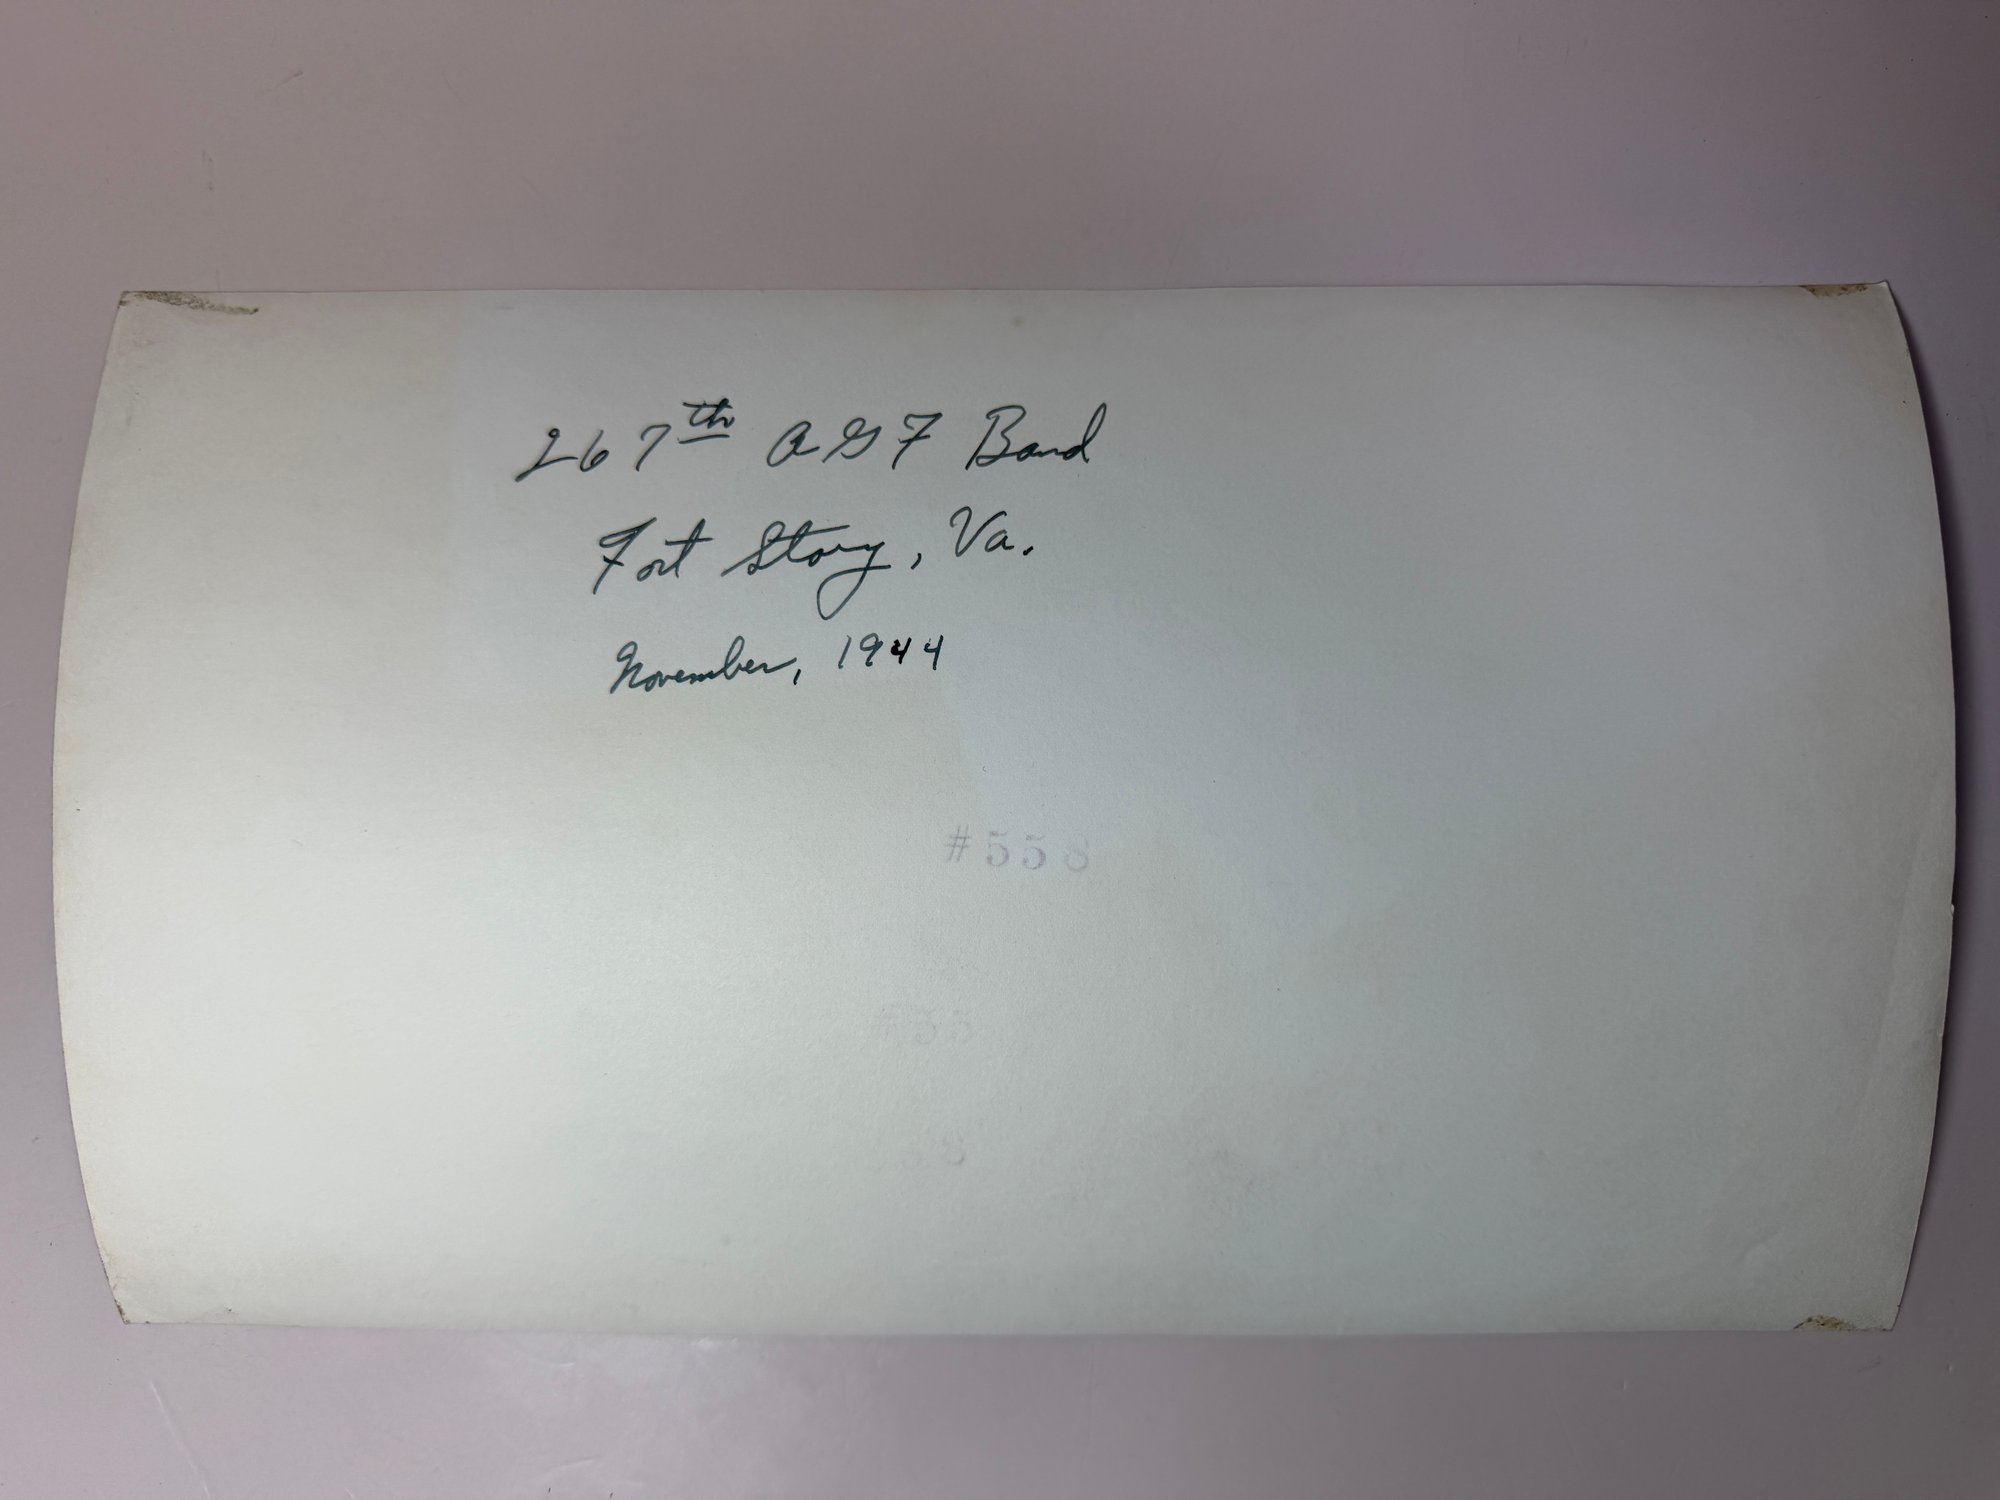 267th AGF Band
Fort Story, Va.
November, 1944
#558